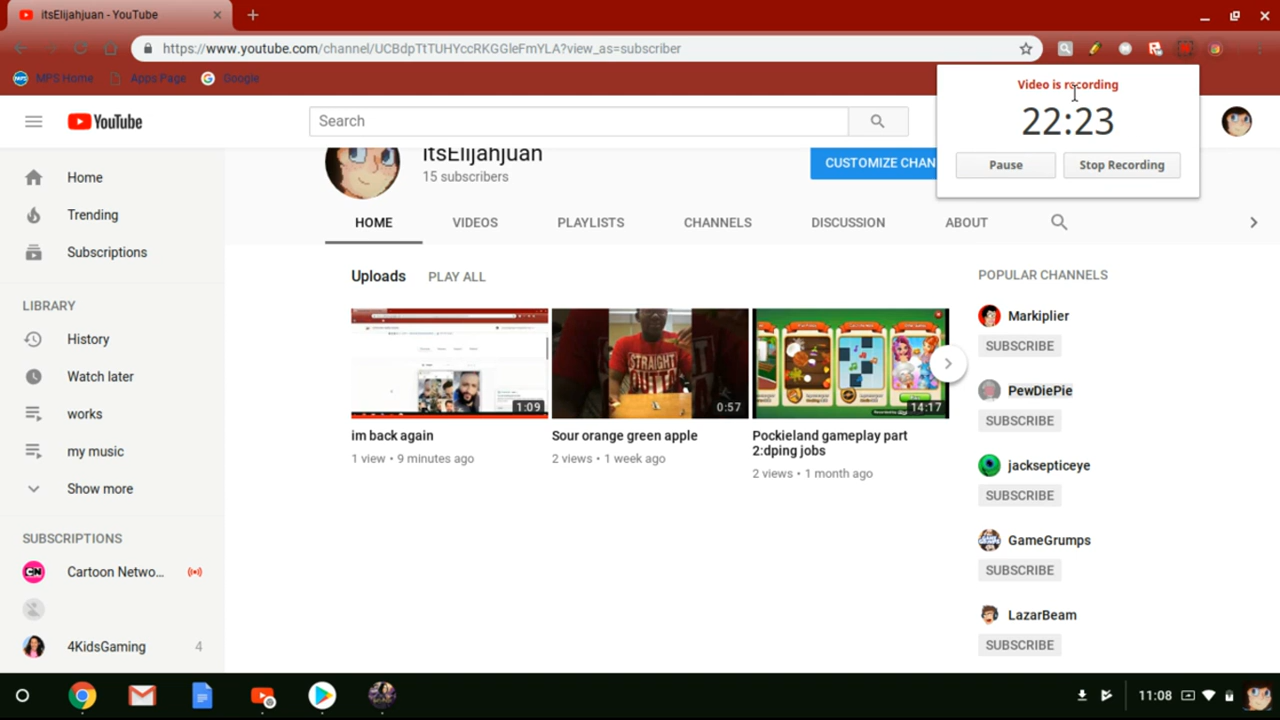 itsElijahjuan - YouTube
https://www.youtube.com/channel/UCBdpTtTUHYccRKGGleFmYLA?view_as=subscriber
MPS Home
Apps Page
Google
Video is recording
22:23
Pause
Stop Recording
YouTube
Search
itsElijahjuan
15 subscribers
CUSTOMIZE CHAN
HOME
VIDEOS
PLAYLISTS
CHANNELS
DISCUSSION
ABOUT
Home
Trending
Subscriptions
LIBRARY
History
Watch later
works
my music
Show more
SUBSCRIPTIONS
Cartoon Netwo...
4KidsGaming 4
Uploads PLAY ALL
STRAIGHT
1:09
0:57
14:17
im back again
1 view • 9 minutes ago
Sour orange green apple
2 views • 1 week ago
Pockieland gameplay part
2:dping jobs
2 views • 1 month ago
POPULAR CHANNELS
Markiplier
SUBSCRIBE
PewDiePie
SUBSCRIBE
jacksepticeye
SUBSCRIBE
GameGrumps
SUBSCRIBE
LazarBeam
SUBSCRIBE
11:08